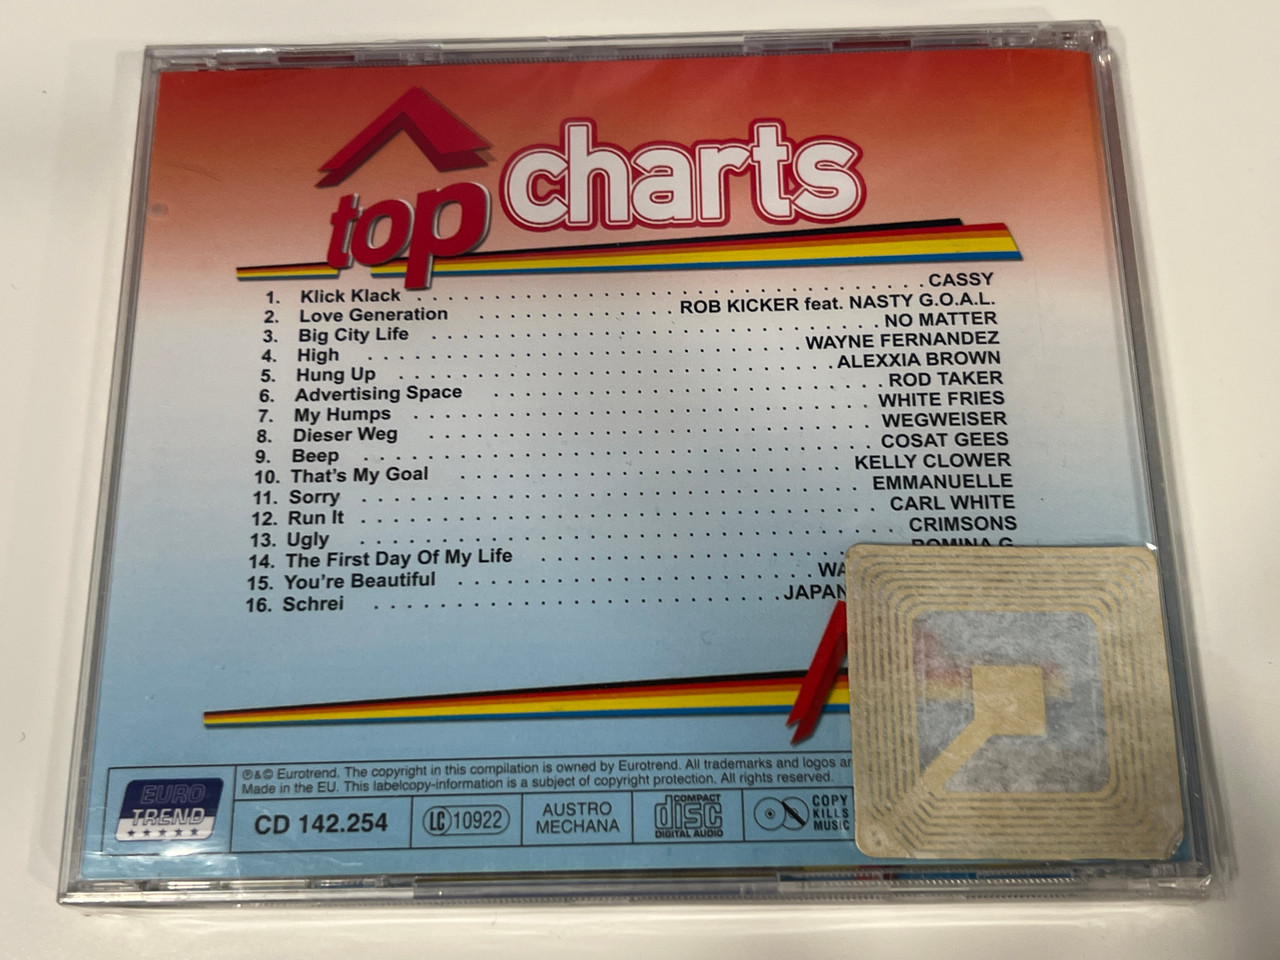 top charts
1. Klick Klack . . . . . . . . . . . . . . . . . . . . . . . . . . . . CASSY
2. Love Generation . . . . . . . . . . ROB KICKER feat. NASTY G.O.A.L.
3. Big City Life . . . . . . . . . . . . . . . . . . . . . . . . NO MATTER
4. High . . . . . . . . . . . . . . . . . . . . . . WAYNE FERNANDEZ
5. Hung Up . . . . . . . . . . . . . . . . . . . . . . ALEXXIA BROWN
6. Advertising Space . . . . . . . . . . . . . . . . . . . . ROD TAKER
7. My Humps . . . . . . . . . . . . . . . . . . . . . . . WHITE FRIES
8. Dieser Weg . . . . . . . . . . . . . . . . . . . . . . WEGWEISER
9. Beep . . . . . . . . . . . . . . . . . . . . . . . . . COSAT GEES
10. That's My Goal . . . . . . . . . . . . . . . . . . KELLY CLOWER
11. Sorry . . . . . . . . . . . . . . . . . . . . . . . . EMMANUELLE
12. Run It . . . . . . . . . . . . . . . . . . . . . . . . CARL WHITE
13. Ugly . . . . . . . . . . . . . . . . . . . . . . . . . . CRIMSONS
14. The First Day Of My Life . . . . . . . . . . . . . . . . ROMINA G.
15. You're Beautiful . . . . . . . . . . . . . . . . .
16. Schrei . . . . . . . . . . . . . . . . . . . .
℗&© Eurotrend. The copyright in this compilation is owned by Eurotrend. All trademarks and logos
Made in the EU. This labelcopy-information is a subject of copyright protection. All rights reserved.
EURO
TREND
CD 142.254
LC 10922
AUSTRO
MECHANA
COMPACT
disc
DIGITAL AUDIO
COPY
KILLS
MUSIC